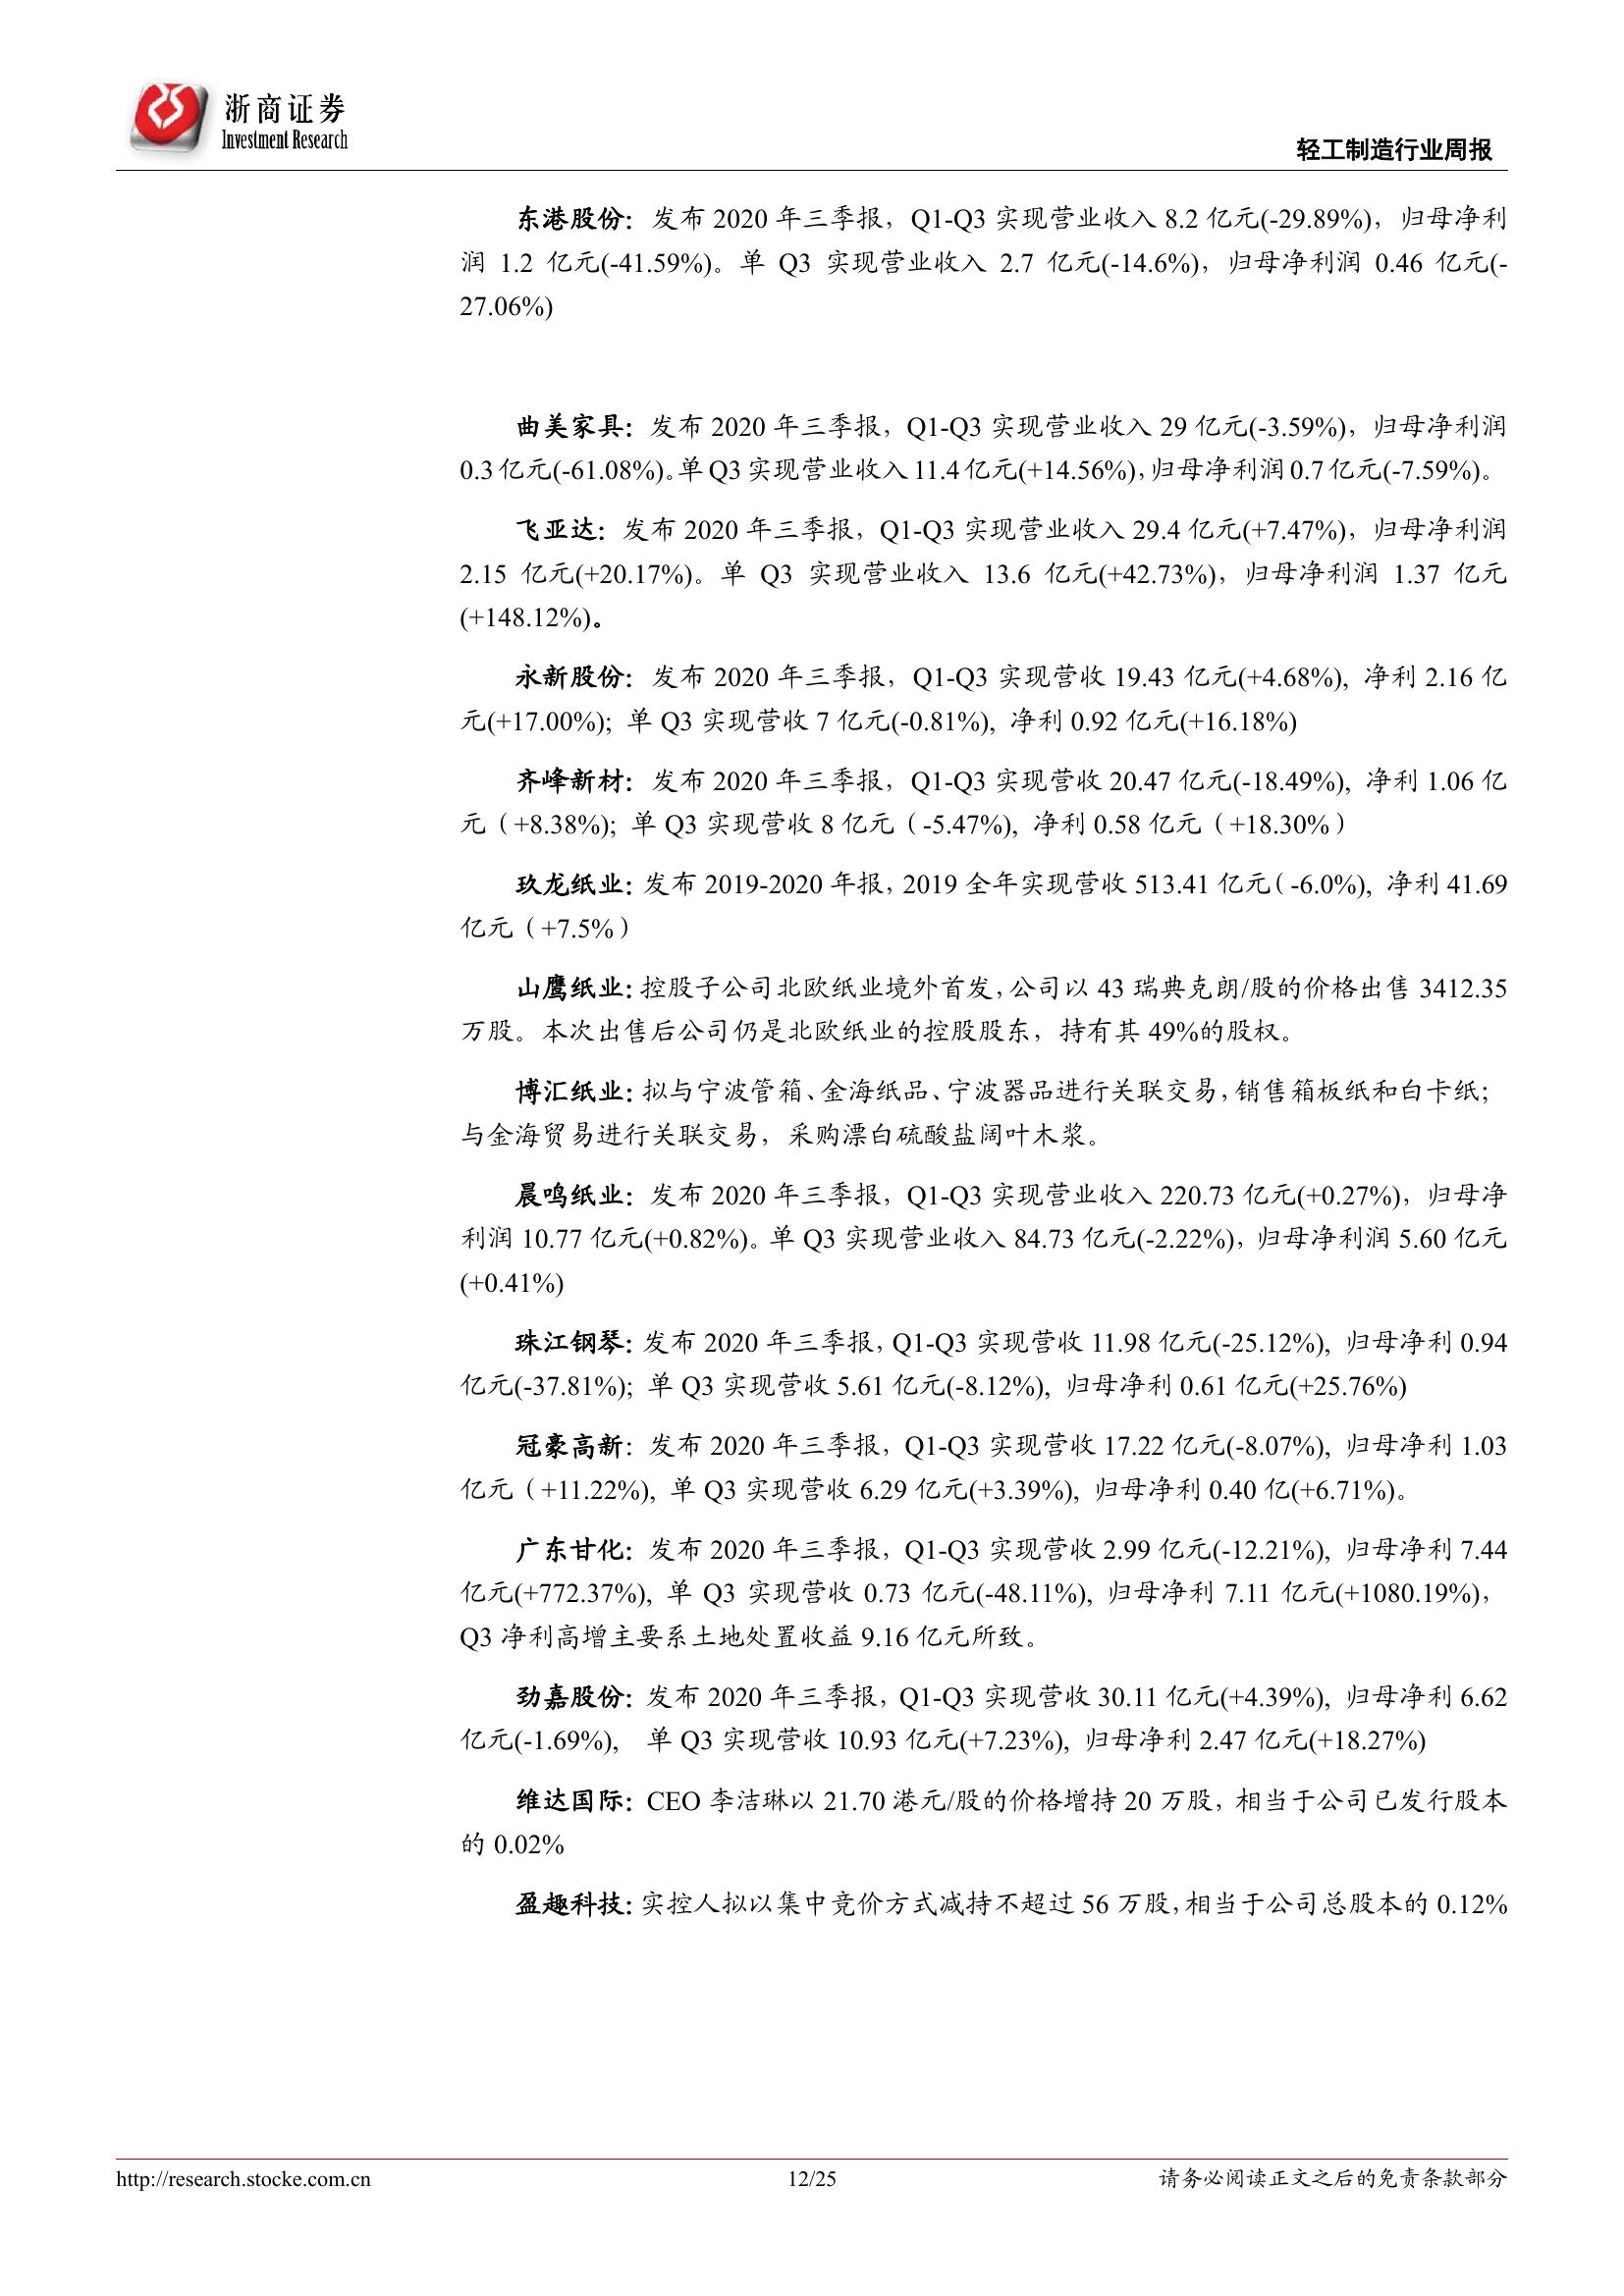 浙商证券
Investment Research
轻工制造行业周报
东港股份：发布 2020 年三季报，Q1-Q3 实现营业收入 8.2 亿元(-29.89%)，归母净利
润 1.2 亿元(-41.59%)。单 Q3 实现营业收入 2.7 亿元(-14.6%)，归母净利润 0.46 亿元(-
27.06%)
曲美家具：发布 2020 年三季报，Q1-Q3 实现营业收入 29 亿元(-3.59%)，归母净利润
0.3 亿元(-61.08%)。单 Q3 实现营业收入 11.4 亿元(+14.56%)，归母净利润 0.7 亿元(-7.59%)。
飞亚达：发布 2020 年三季报，Q1-Q3 实现营业收入 29.4 亿元(+7.47%)，归母净利润
2.15 亿元(+20.17%)。单 Q3 实现营业收入 13.6 亿元(+42.73%)，归母净利润 1.37 亿元
(+148.12%)。
永新股份：发布 2020 年三季报，Q1-Q3 实现营收 19.43 亿元(+4.68%), 净利 2.16 亿
元(+17.00%); 单 Q3 实现营收 7 亿元(-0.81%), 净利 0.92 亿元(+16.18%)
齐峰新材：发布 2020 年三季报，Q1-Q3 实现营收 20.47 亿元(-18.49%), 净利 1.06 亿
元（+8.38%); 单 Q3 实现营收 8 亿元（-5.47%), 净利 0.58 亿元（+18.30%）
玖龙纸业：发布 2019-2020 年报，2019 全年实现营收 513.41 亿元（-6.0%), 净利 41.69
亿元（+7.5%）
山鹰纸业：控股子公司北欧纸业境外首发，公司以 43 瑞典克朗/股的价格出售 3412.35
万股。本次出售后公司仍是北欧纸业的控股股东，持有其 49%的股权。
博汇纸业：拟与宁波管箱、金海纸品、宁波器品进行关联交易，销售箱板纸和白卡纸；
与金海贸易进行关联交易，采购漂白硫酸盐阔叶木浆。
晨鸣纸业：发布 2020 年三季报，Q1-Q3 实现营业收入 220.73 亿元(+0.27%)，归母净
利润 10.77 亿元(+0.82%)。单 Q3 实现营业收入 84.73 亿元(-2.22%)，归母净利润 5.60 亿元
(+0.41%)
珠江钢琴：发布 2020 年三季报，Q1-Q3 实现营收 11.98 亿元(-25.12%), 归母净利 0.94
亿元(-37.81%); 单 Q3 实现营收 5.61 亿元(-8.12%), 归母净利 0.61 亿元(+25.76%)
冠豪高新：发布 2020 年三季报，Q1-Q3 实现营收 17.22 亿元(-8.07%), 归母净利 1.03
亿元（+11.22%), 单 Q3 实现营收 6.29 亿元(+3.39%), 归母净利 0.40 亿(+6.71%)。
广东甘化：发布 2020 年三季报，Q1-Q3 实现营收 2.99 亿元(-12.21%), 归母净利 7.44
亿元(+772.37%), 单 Q3 实现营收 0.73 亿元(-48.11%), 归母净利 7.11 亿元(+1080.19%)，
Q3 净利高增主要系土地处置收益 9.16 亿元所致。
劲嘉股份：发布 2020 年三季报，Q1-Q3 实现营收 30.11 亿元(+4.39%), 归母净利 6.62
亿元(-1.69%), 单 Q3 实现营收 10.93 亿元(+7.23%), 归母净利 2.47 亿元(+18.27%)
维达国际：CEO 李洁琳以 21.70 港元/股的价格增持 20 万股，相当于公司已发行股本
的 0.02%
盈趣科技：实控人拟以集中竞价方式减持不超过 56 万股，相当于公司总股本的 0.12%
http://research.stocke.com.cn
12/25
请务必阅读正文之后的免责条款部分